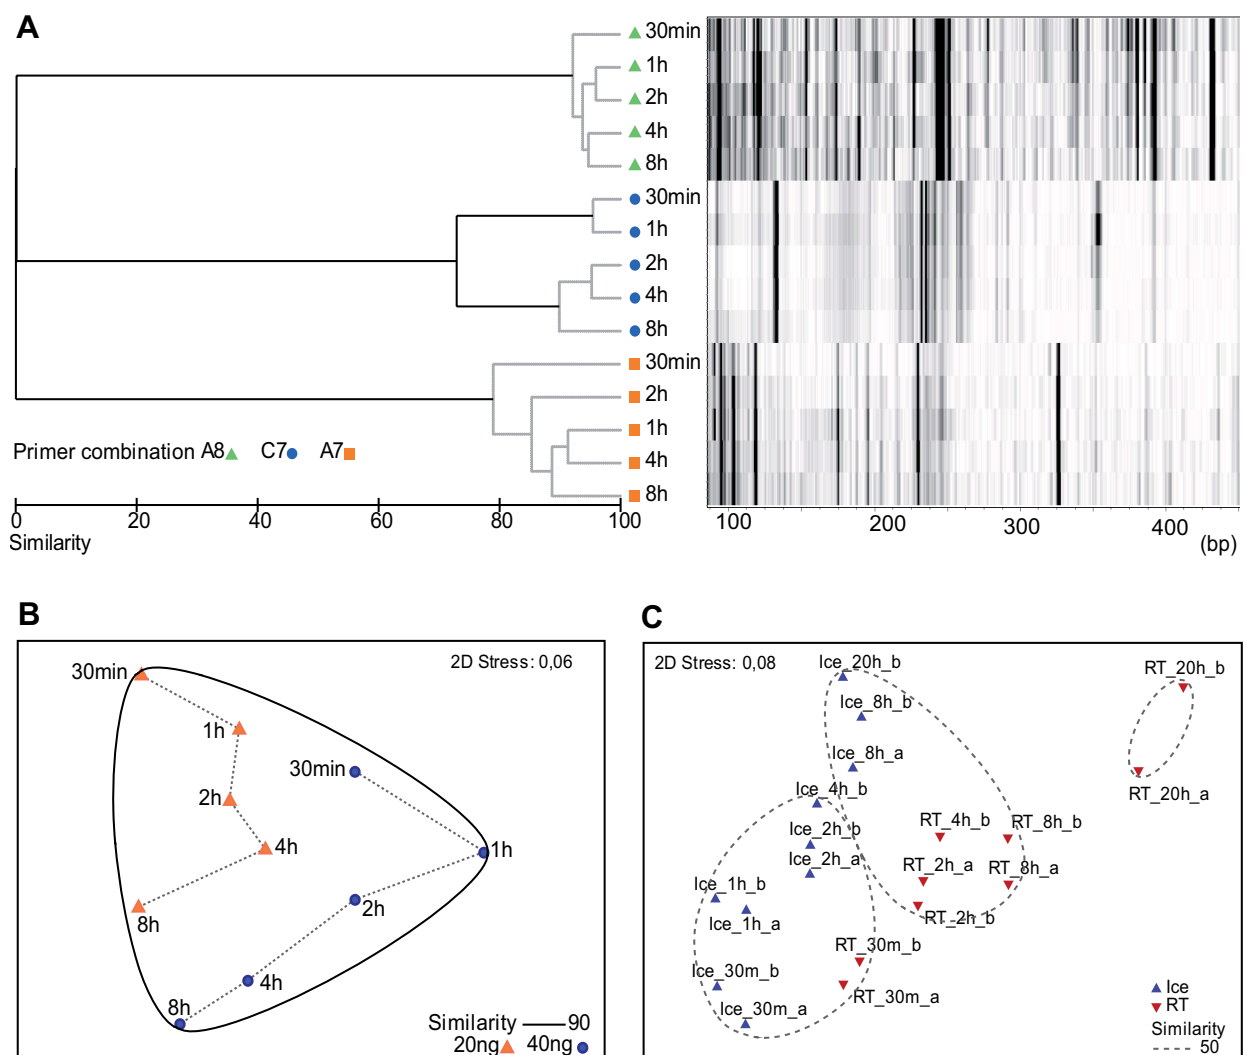 A
30min
1h
2h
4h
8h
30min
1h
2h
4h
8h
30min
2h
1h
4h
8h
Primer combination A8 C7 A7
0 20 40 60 80 100
Similarity
100 200 300 400
(bp)
B
2D Stress: 0,06
30min
1h
2h
4h
8h
30min
1h
2h
4h
8h
Similarity 90
20ng 40ng
C
2D Stress: 0,08
Ice_20h_b
Ice_8h_b
Ice_8h_a
Ice_4h_b
Ice_2h_b
Ice_2h_a
Ice_1h_b
Ice_1h_a
Ice_30m_b
Ice_30m_a
RT_20h_b
RT_20h_a
RT_4h_b
RT_8h_b
RT_2h_a
RT_8h_a
RT_2h_b
RT_30m_b
RT_30m_a
Ice
RT
Similarity
50